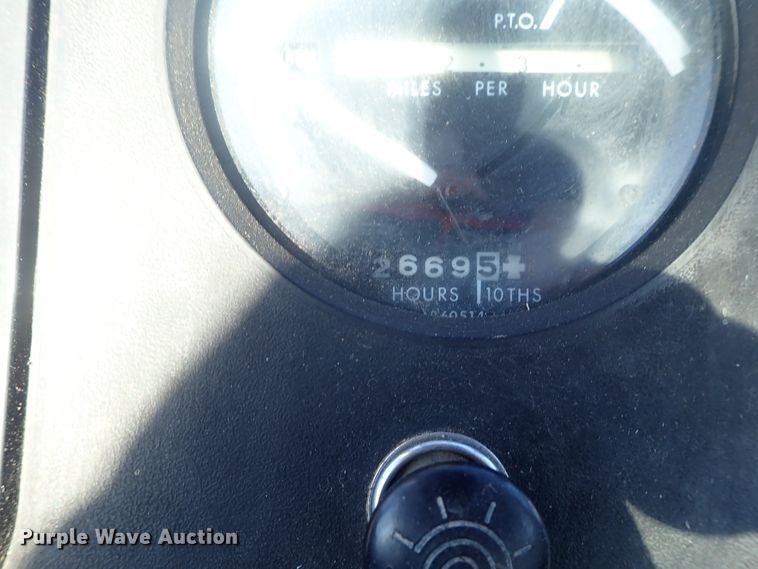 P.T.O.
MILES PER HOUR
26695
HOURS 10THS
Purple Wave Auction